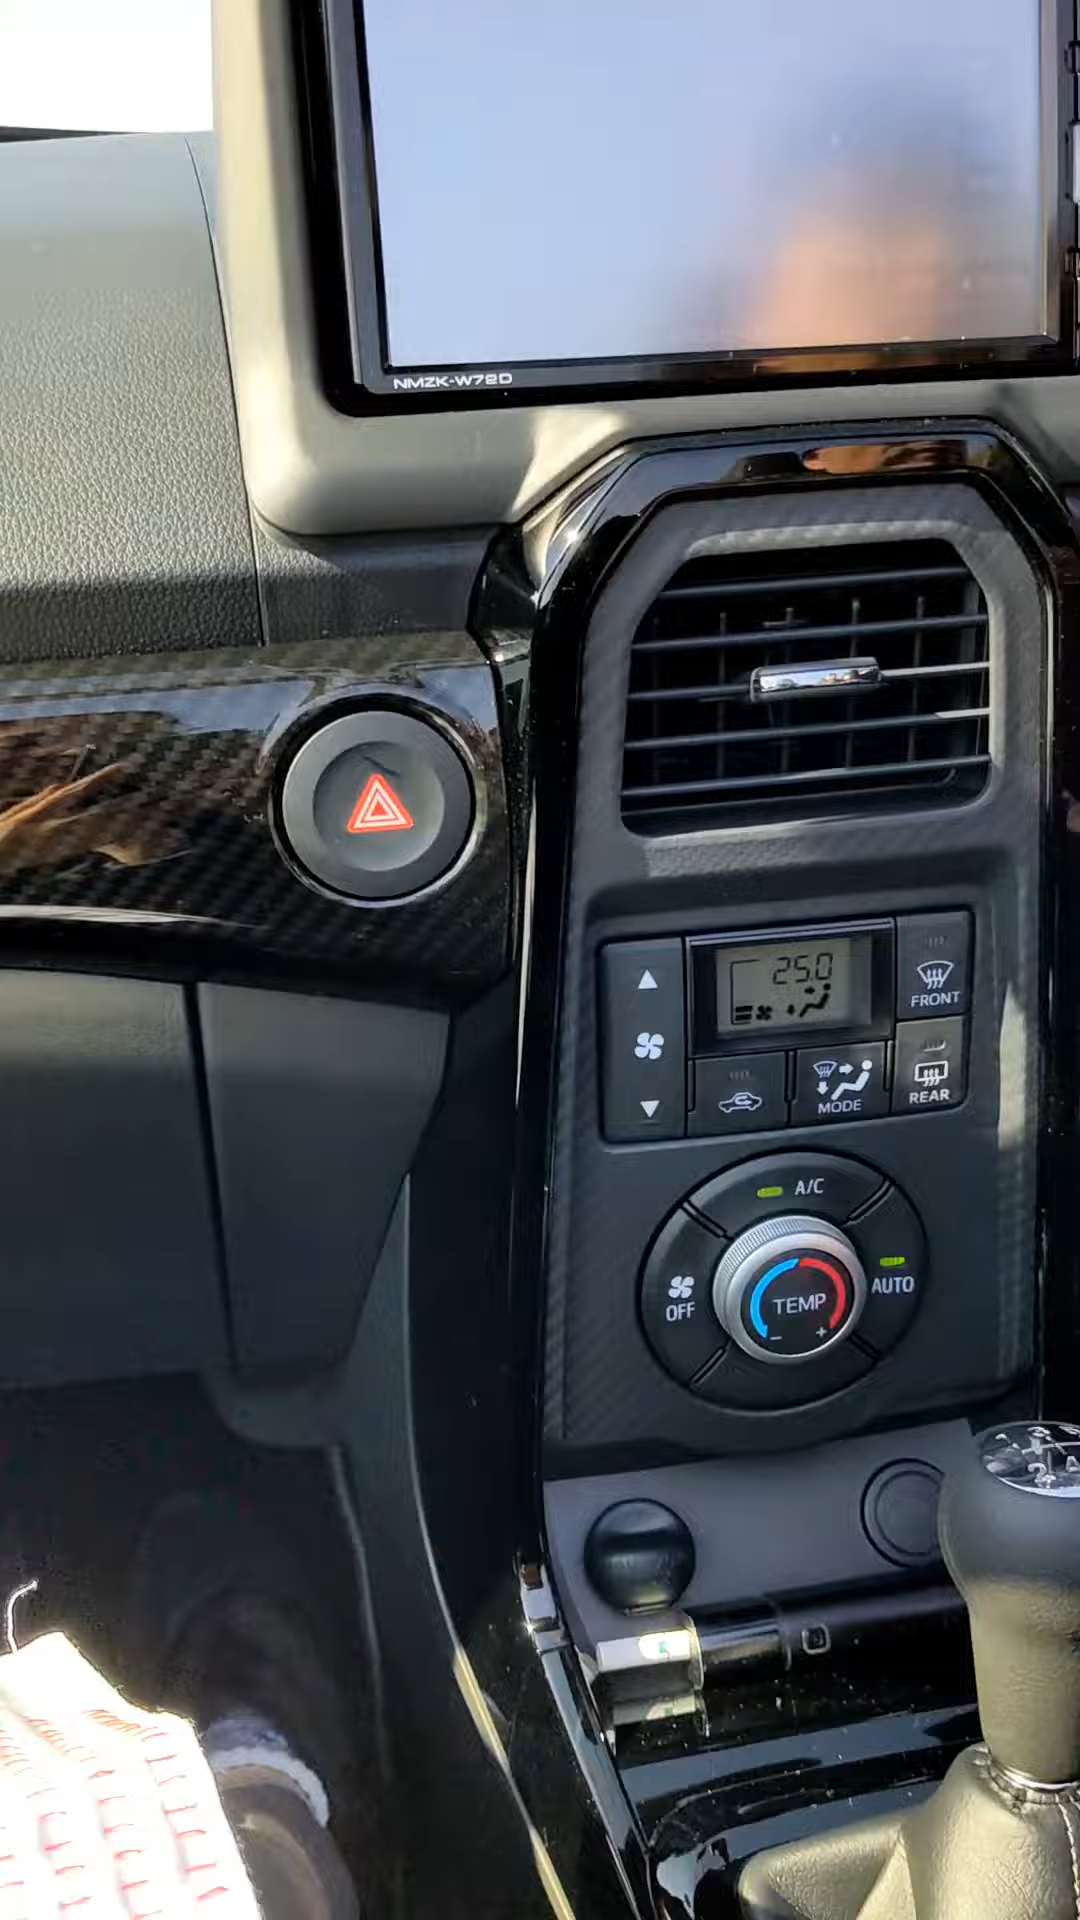 NMZK-W72D
25.0
FRONT
MODE
REAR
A/C
OFF
AUTO
TEMP
- +